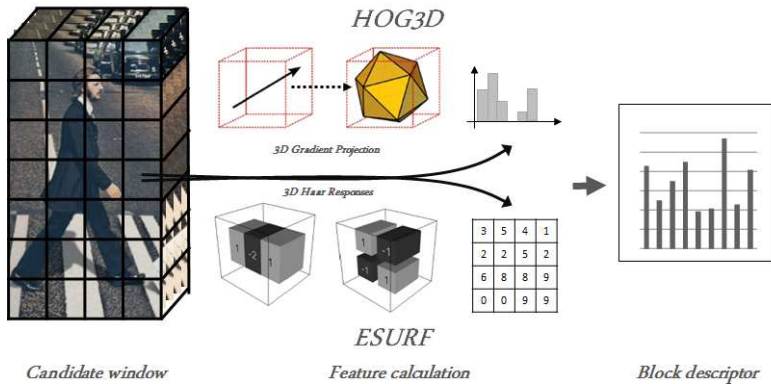 HOG3D
3D Gradient Projection
3D Haar Responses
1 -2 1
1 -1
-1 1
3 5 4 1
2 2 5 2
6 8 8 9
0 0 9 9
ESURF
Candidate window
Feature calculation
Block descriptor